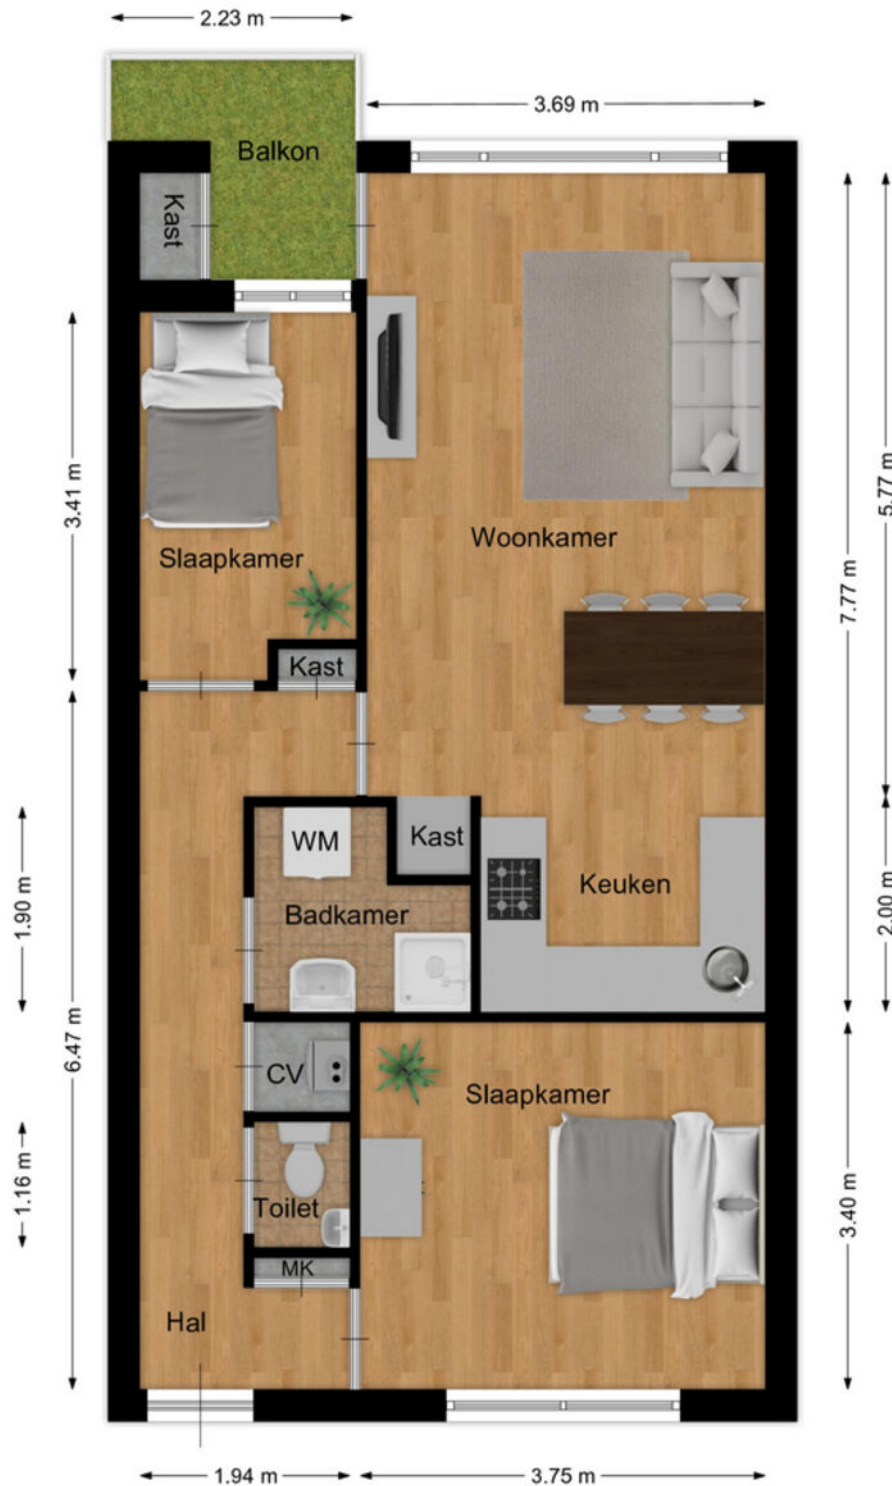 2.23 m
3.69 m
Balkon
Kast
3.41 m
5.77 m
Woonkamer
Slaapkamer
7.77 m
Kast
WM
Kast
Keuken
1.90 m
Badkamer
2.00 m
6.47 m
CV
Slaapkamer
1.16 m
Toilet
3.40 m
MK
Hal
1.94 m
3.75 m